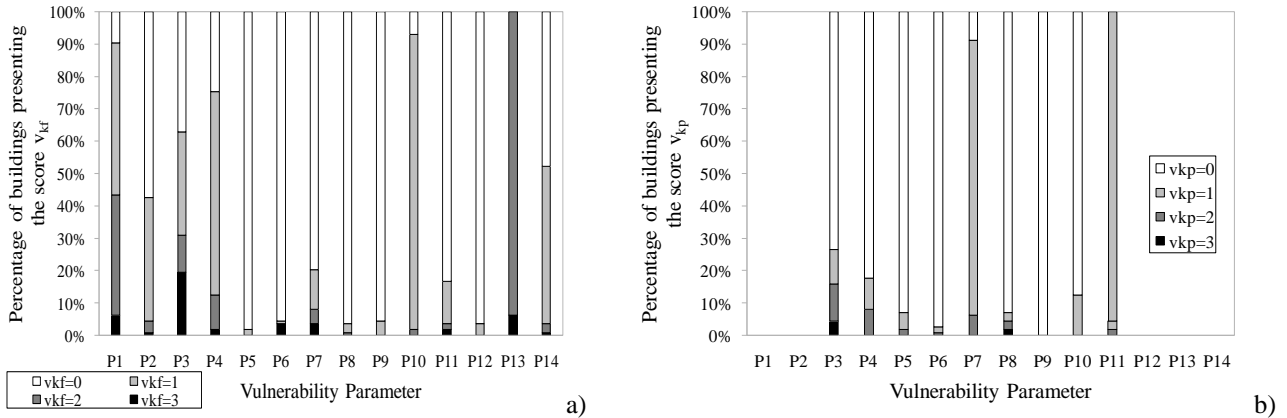 Percentage of buildings presenting
the score vkf
100%
90%
80%
70%
60%
50%
40%
30%
20%
10%
0%
P1 P2 P3 P4 P5 P6 P7 P8 P9 P10 P11 P12 P13 P14
Vulnerability Parameter
vkf=0 vkf=1
vkf=2 vkf=3
a)
Percentage of buildings presenting
the score vkp
100%
90%
80%
70%
60%
50%
40%
30%
20%
10%
0%
P1 P2 P3 P4 P5 P6 P7 P8 P9 P10 P11 P12 P13 P14
Vulnerability Parameter
vkp=0
vkp=1
vkp=2
vkp=3
b)